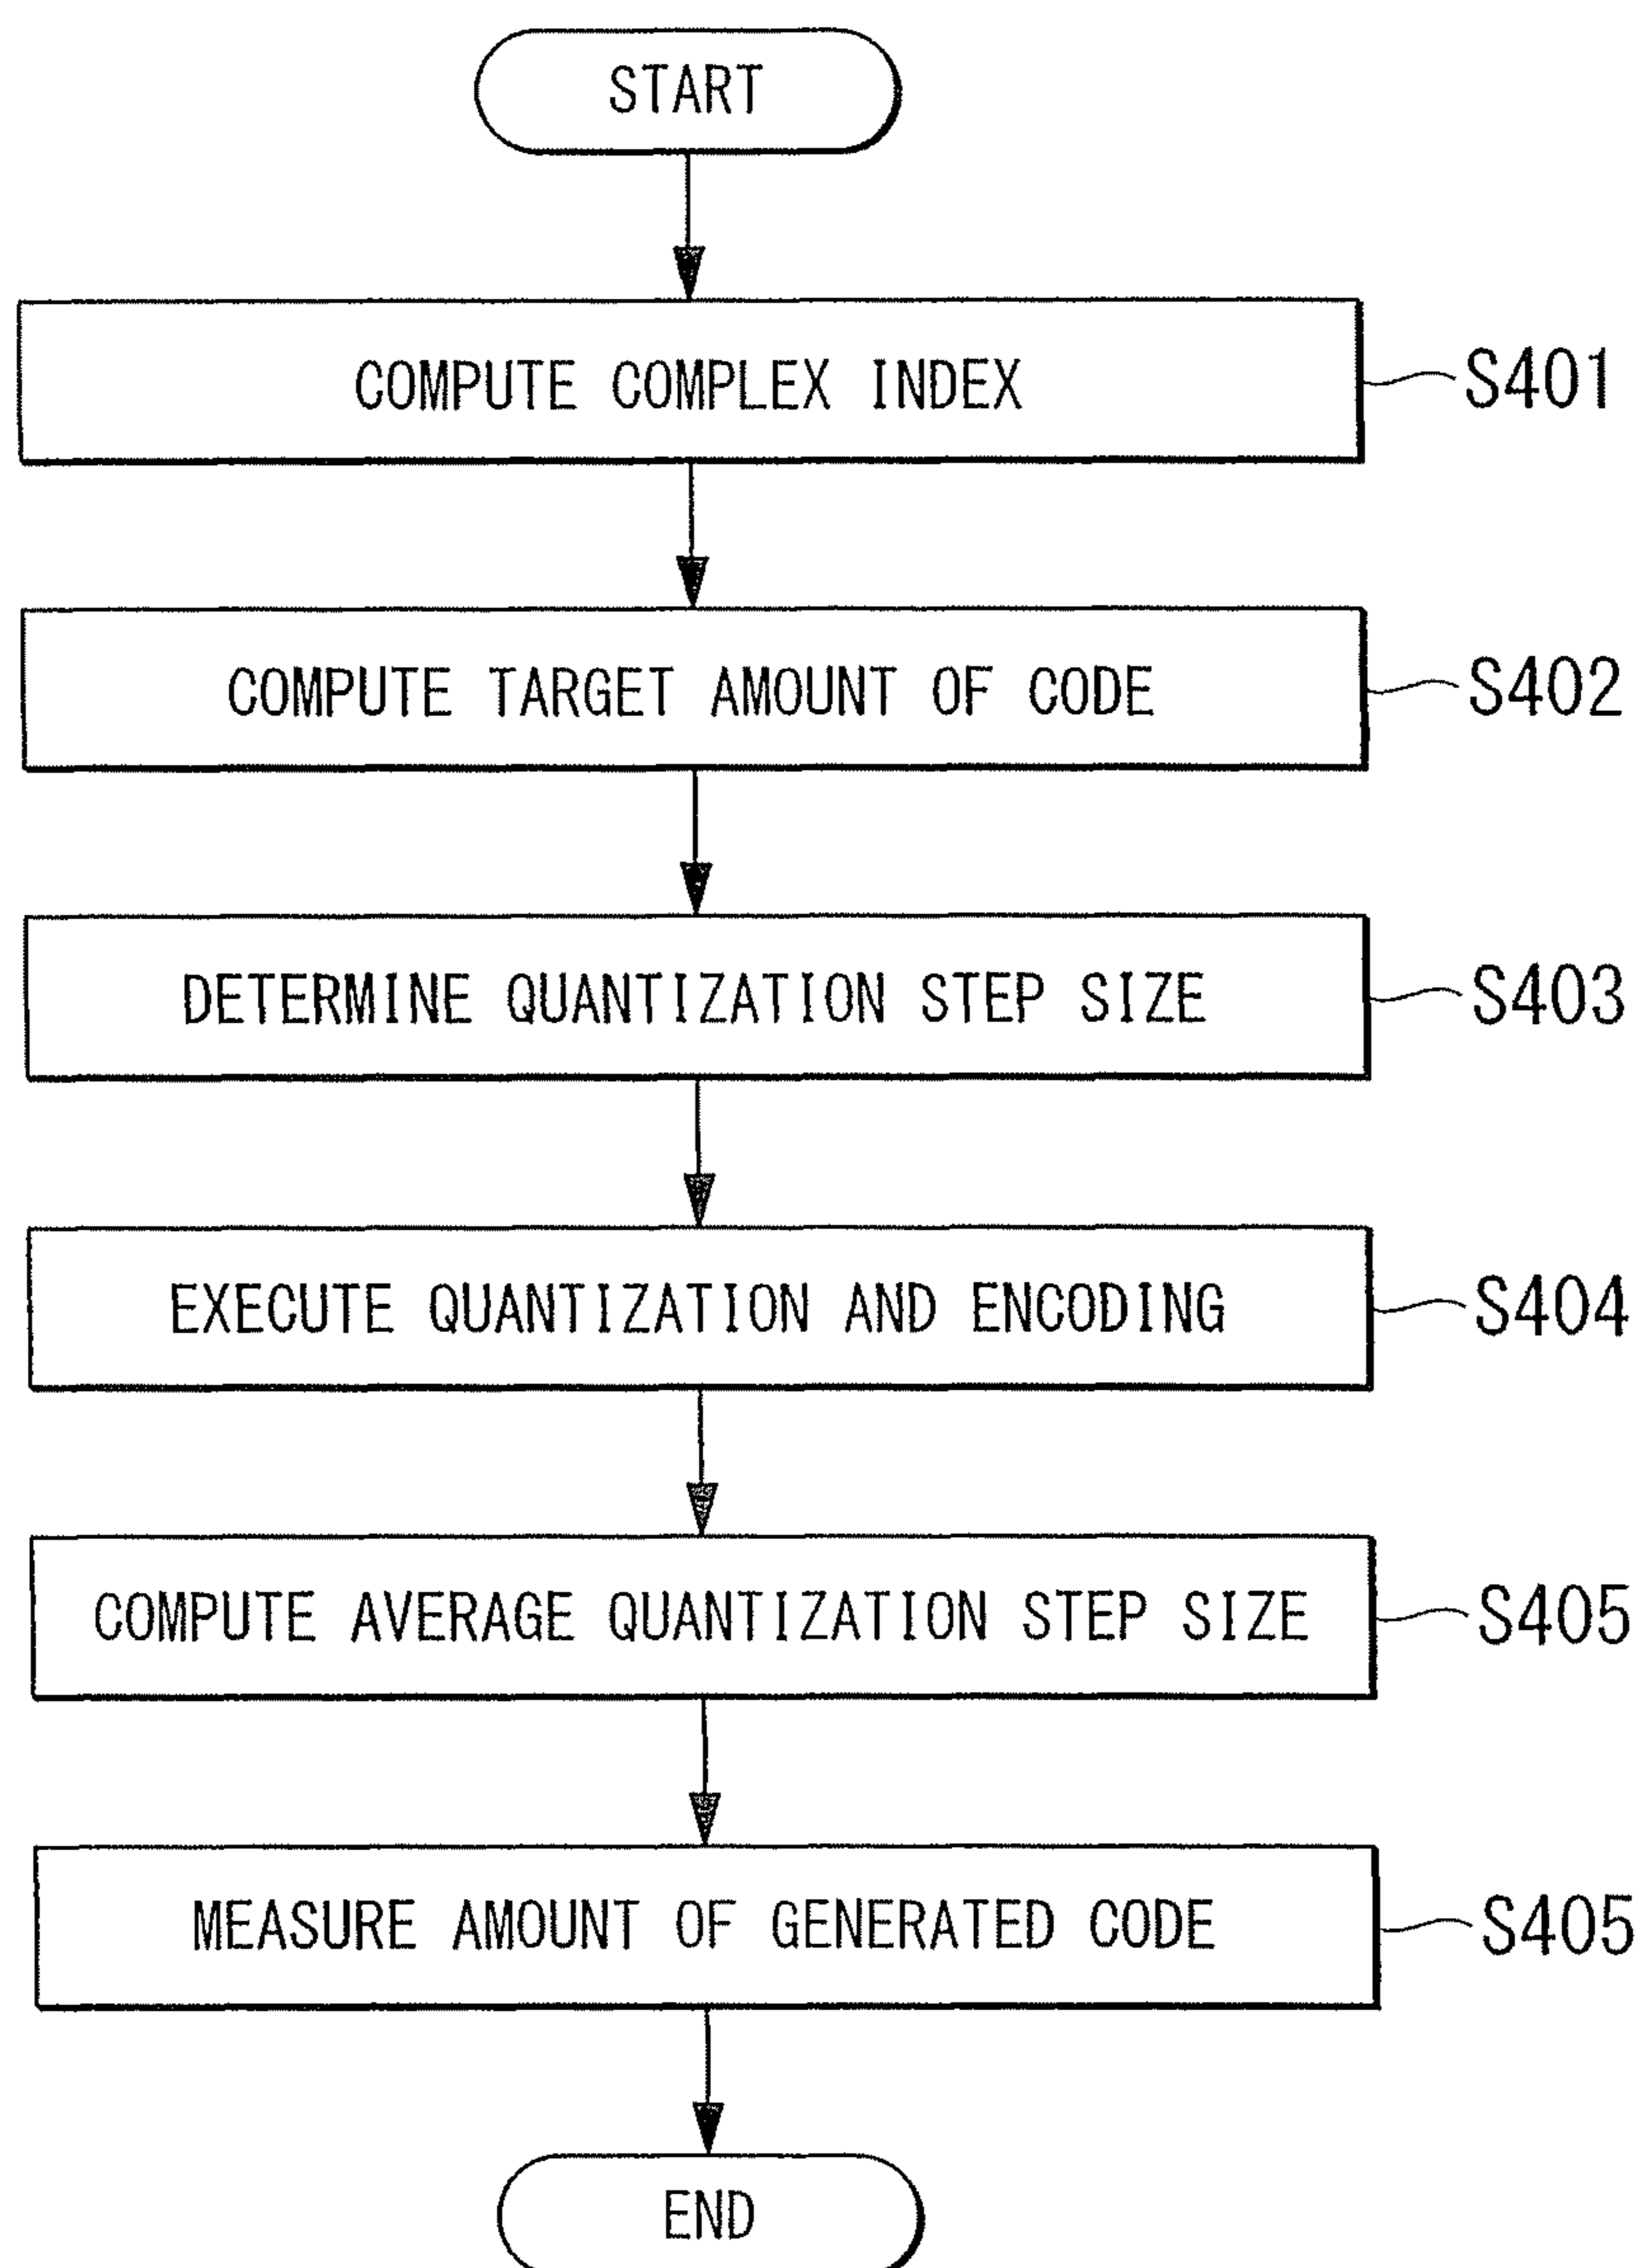 START
COMPUTE COMPLEX INDEX S401
COMPUTE TARGET AMOUNT OF CODE S402
DETERMINE QUANTIZATION STEP SIZE S403
EXECUTE QUANTIZATION AND ENCODING S404
COMPUTE AVERAGE QUANTIZATION STEP SIZE S405
MEASURE AMOUNT OF GENERATED CODE S405
END